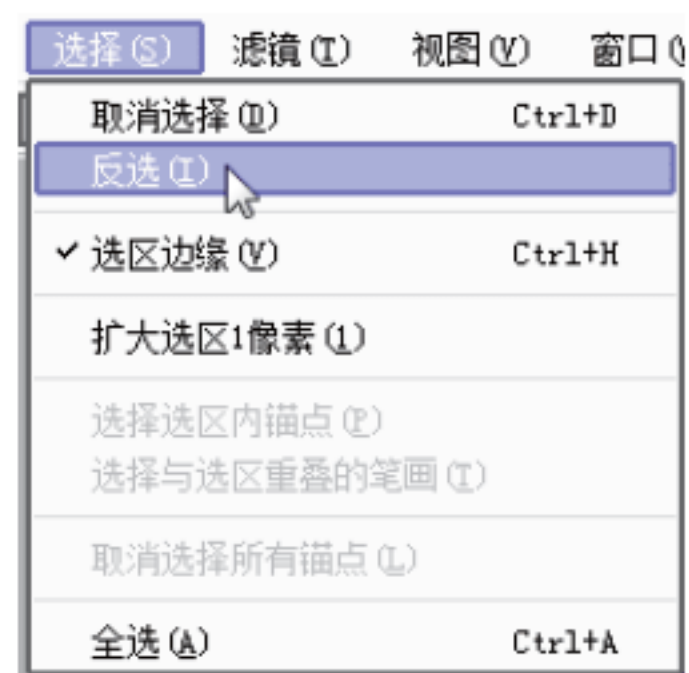 选择(S) 滤镜(T) 视图(V) 窗口(
取消选择(D) Ctrl+D
反选(I)
✓选区边缘(V) Ctrl+H
扩大选区1像素(1)
选择选区内锚点(P)
选择与选区重叠的笔画(T)
取消选择所有锚点(L)
全选(A) Ctrl+A